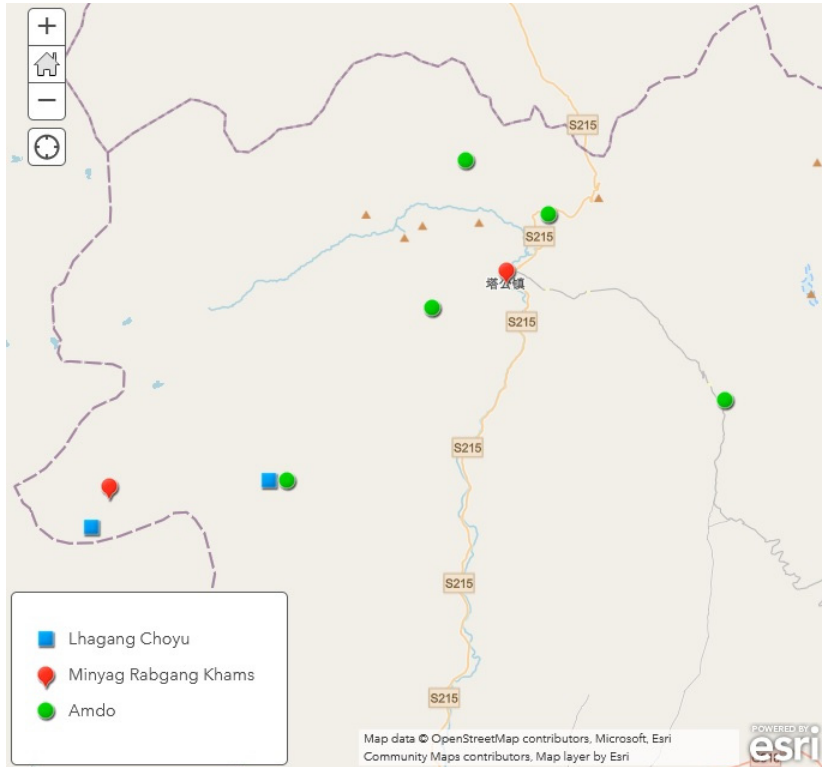 +
−
S215
S215
塔公镇
S215
S215
S215
S215
Lhagang Choyu
Minyag Rabgang Khams
Amdo
Map data © OpenStreetMap contributors, Microsoft, Esri
Community Maps contributors, Map layer by Esri
POWERED BY
esri